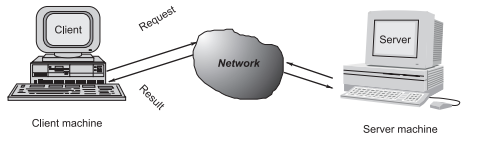 Request
Client
Server
Network
Result
Client machine
Server machine